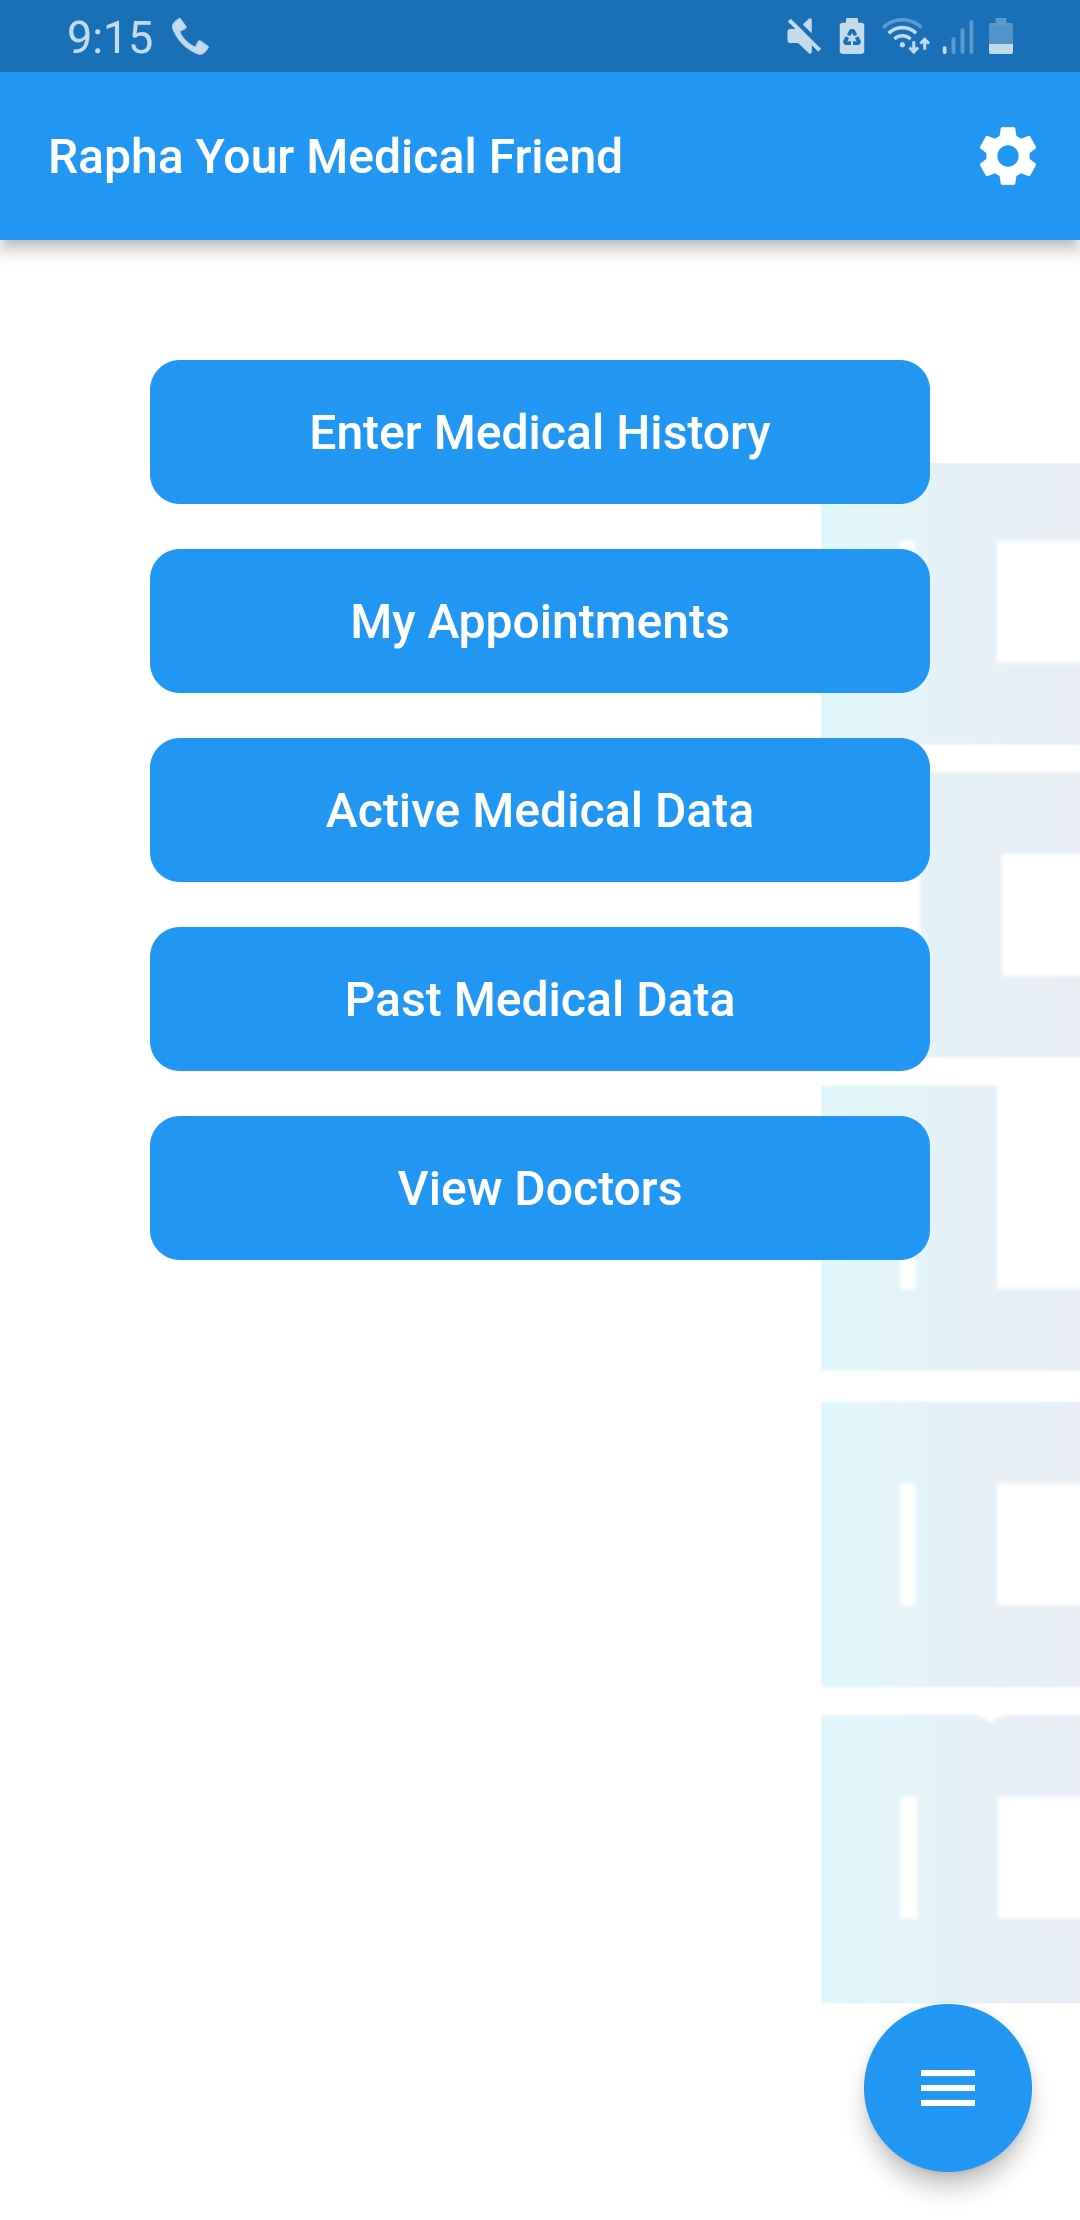 9:15
Rapha Your Medical Friend
Enter Medical History
My Appointments
Active Medical Data
Past Medical Data
View Doctors